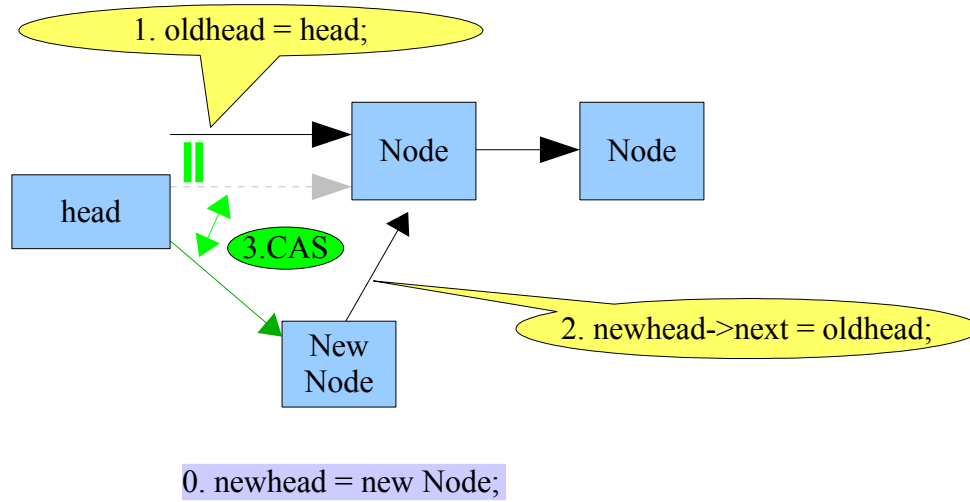 1. oldhead = head;
Node
Node
head
3.CAS
2. newhead->next = oldhead;
New
Node
0. newhead = new Node;